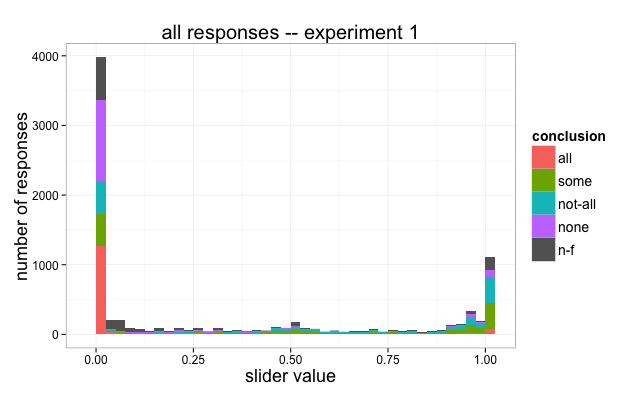 all responses -- experiment 1
number of responses
4000
3000
2000
1000
0
0.00 0.25 0.50 0.75 1.00
slider value
conclusion
all
some
not-all
none
n-f